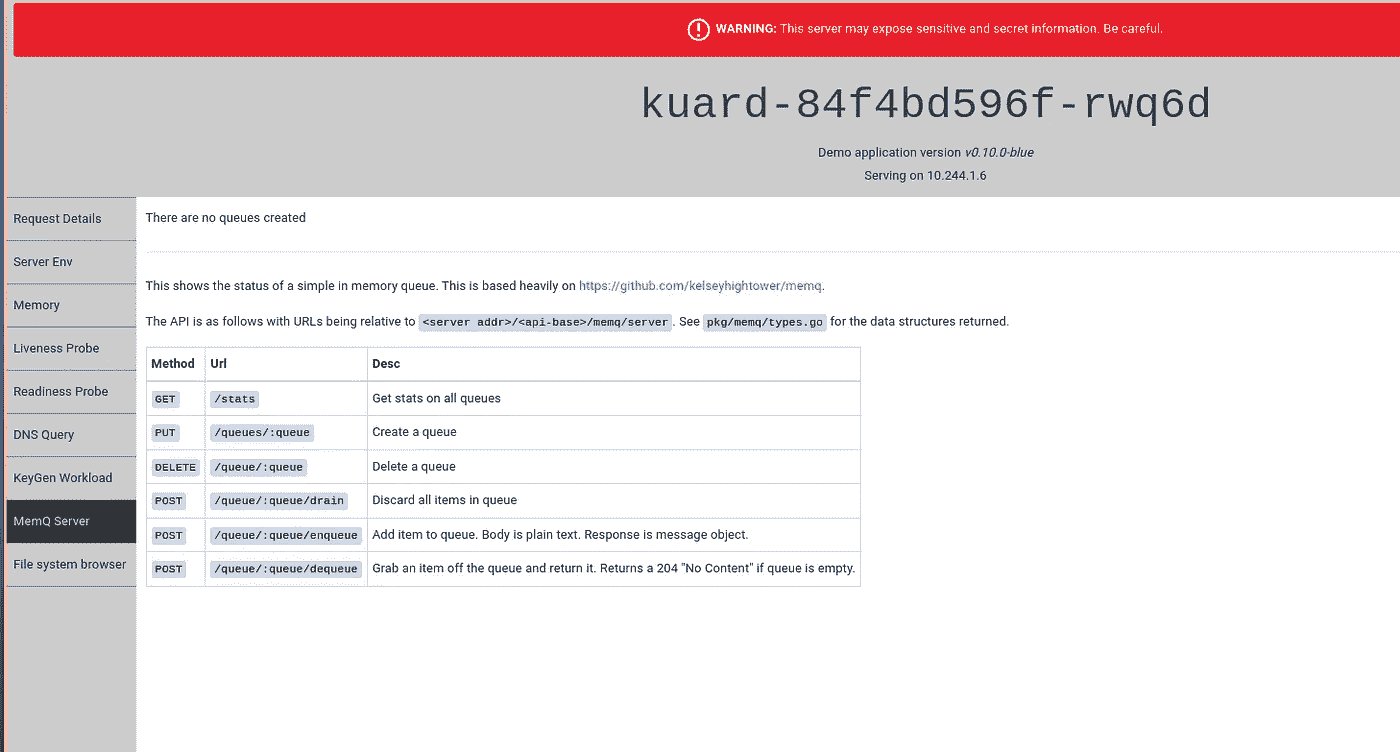 WARNING: This server may expose sensitive and secret information. Be careful.
kuard-84f4bd596f-rwq6d
Demo application version v0.10.0-blue
Serving on 10.244.1.6
Request Details
Server Env
Memory
Liveness Probe
Readiness Probe
DNS Query
KeyGen Workload
MemQ Server
File system browser
There are no queues created
This shows the status of a simple in memory queue. This is based heavily on https://github.com/kelseyhightower/memq.
The API is as follows with URLs being relative to <server addr>/<api-base>/memq/server. See pkg/memq/types.go for the data structures returned.
Method Url Desc
GET /stats Get stats on all queues
PUT /queues/:queue Create a queue
DELETE /queue/:queue Delete a queue
POST /queue/:queue/drain Discard all items in queue
POST /queue/:queue/enqueue Add item to queue. Body is plain text. Response is message object.
POST /queue/:queue/dequeue Grab an item off the queue and return it. Returns a 204 "No Content" if queue is empty.